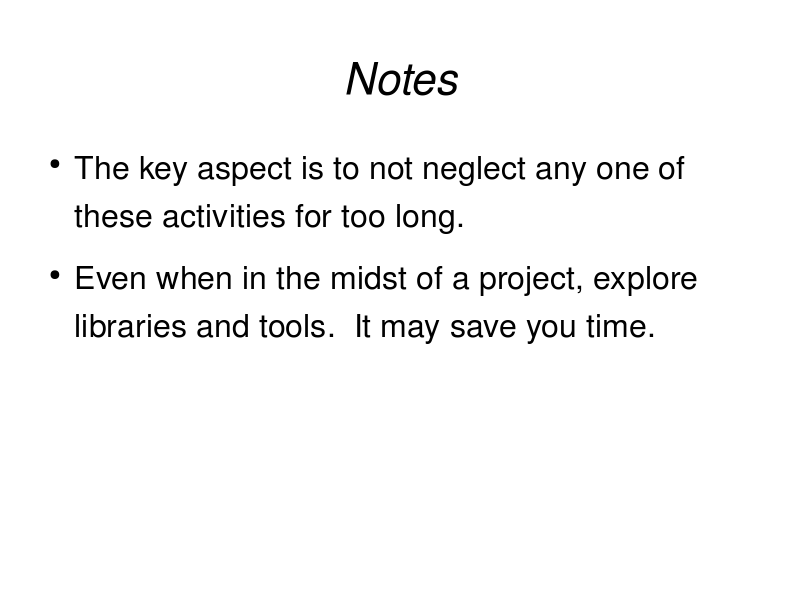 Notes
• The key aspect is to not neglect any one of
these activities for too long.
• Even when in the midst of a project, explore
libraries and tools.  It may save you time.